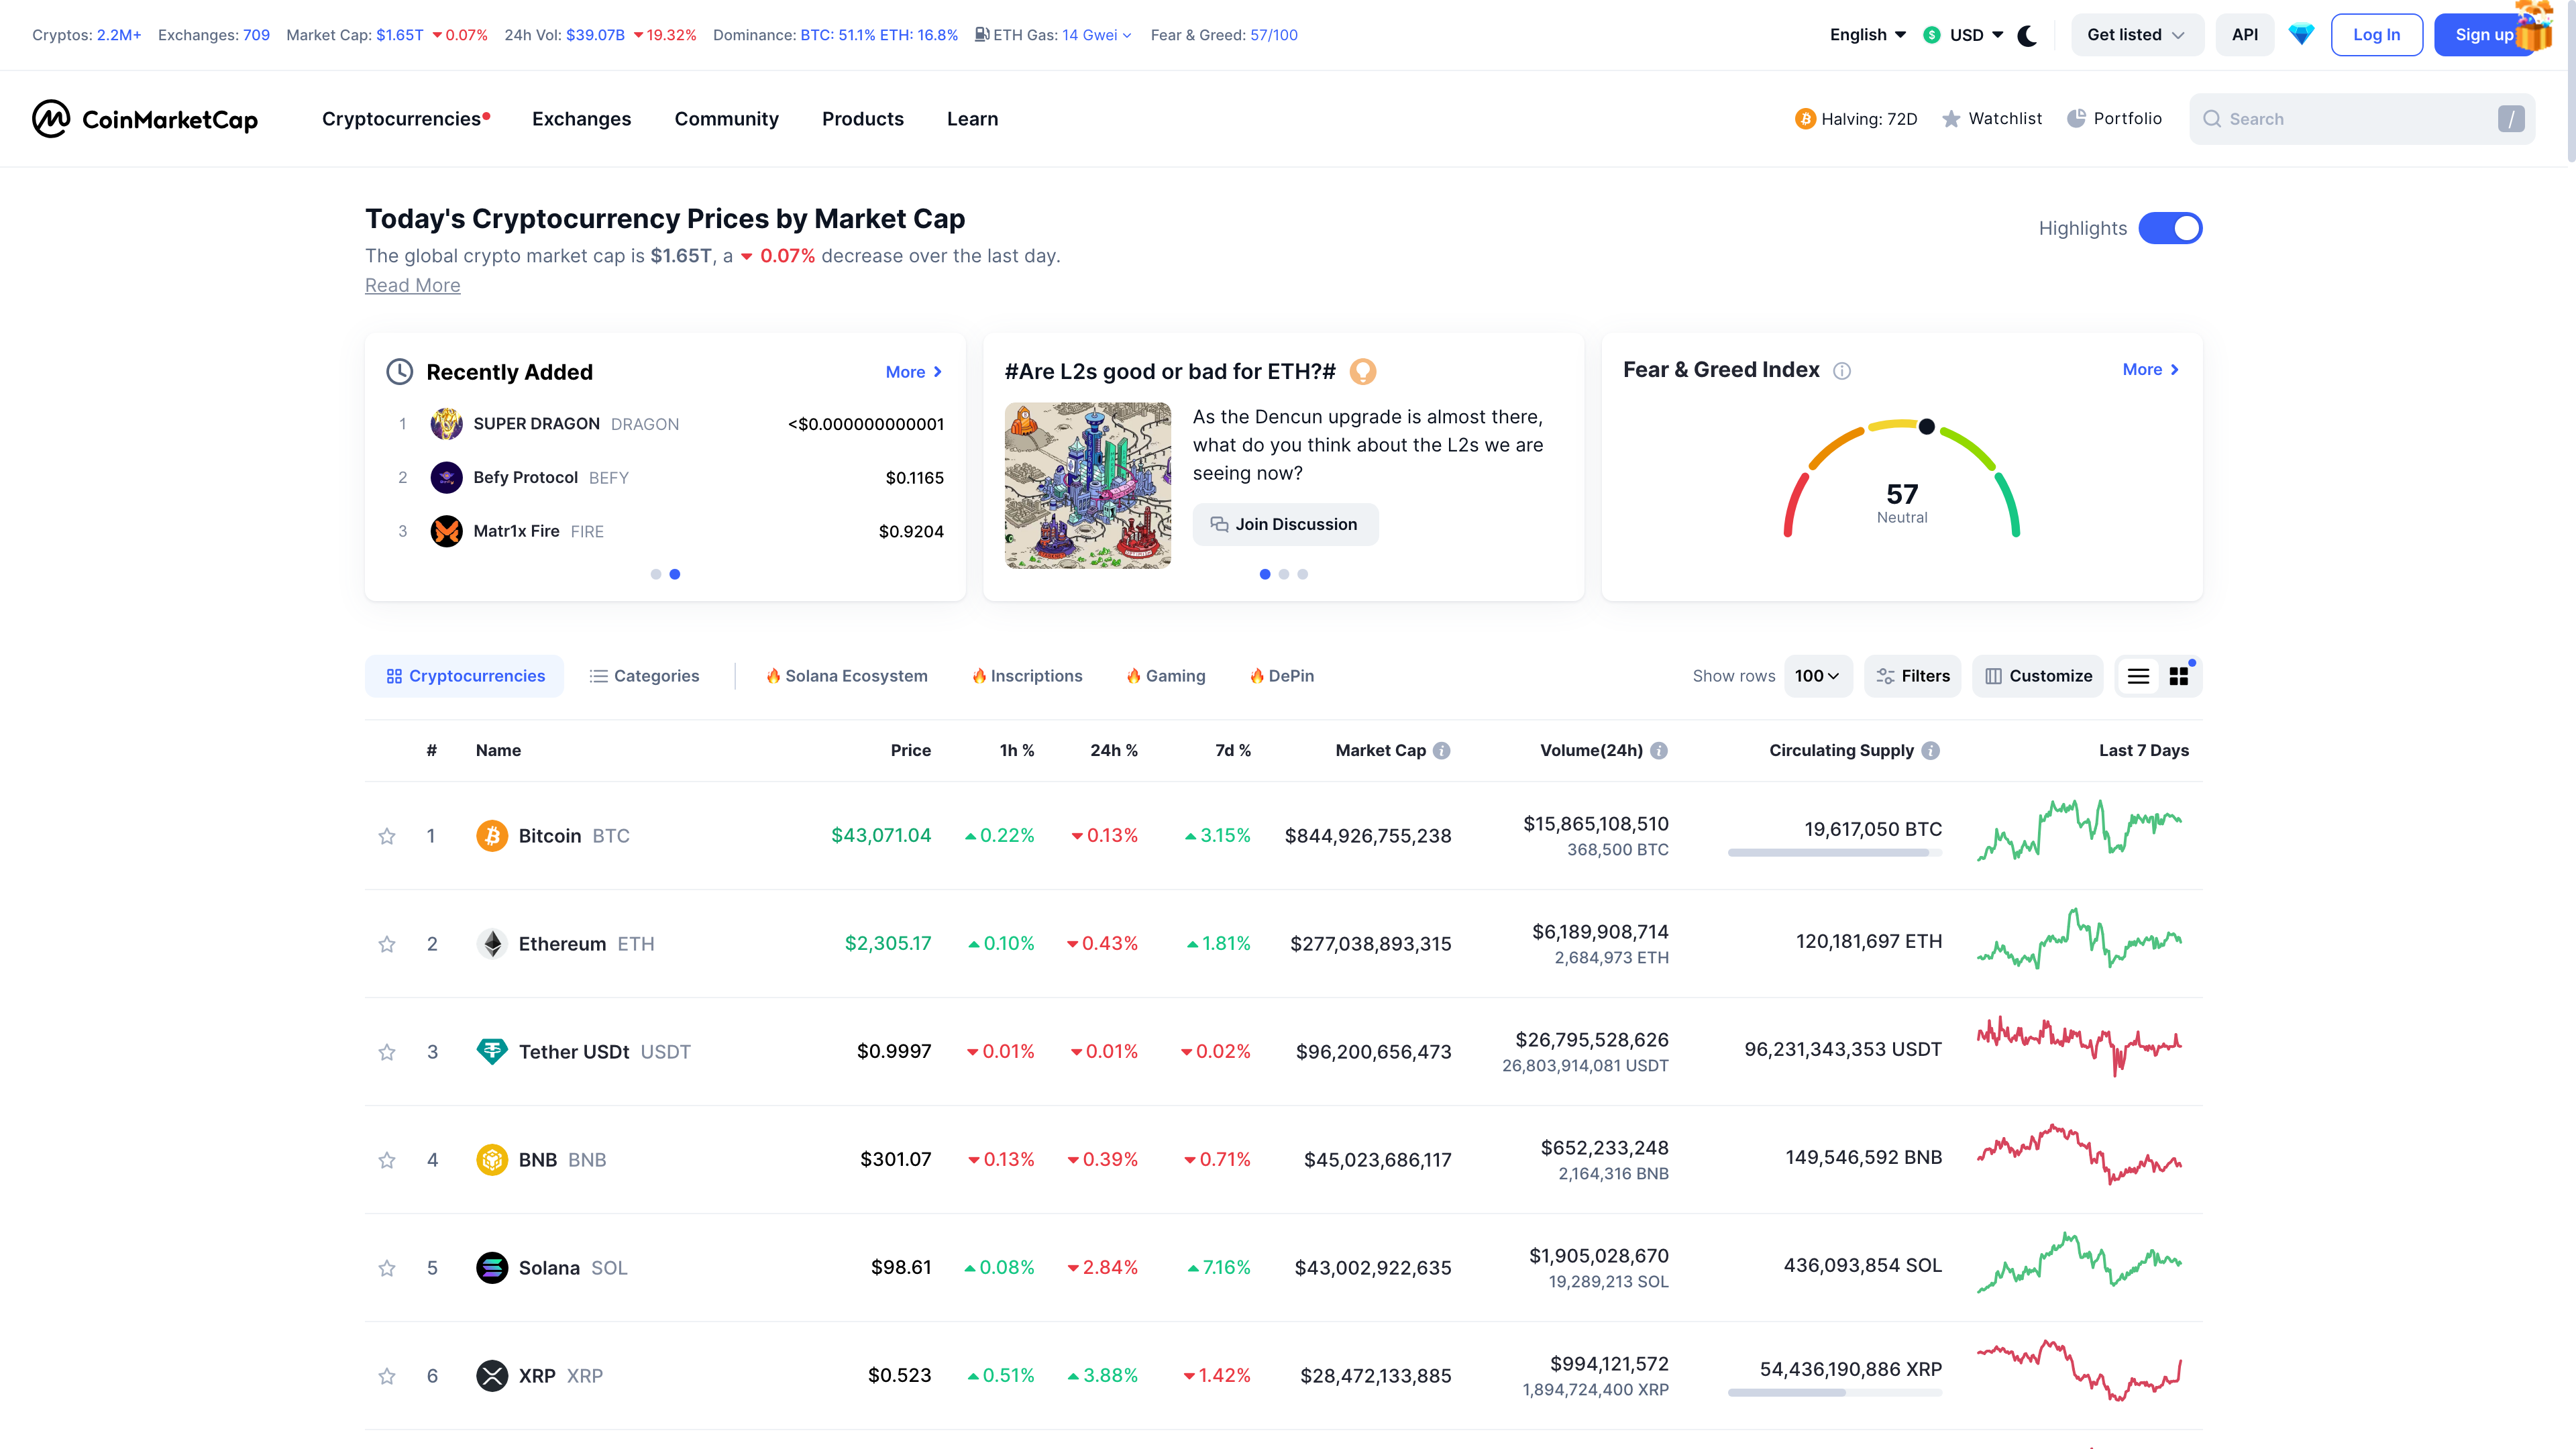 Cryptos: 2.2M+ Exchanges: 709 Market Cap: $1.65T 0.07% 24h Vol: $39.07B 19.32% Dominance: BTC: 51.1% ETH: 16.8% ETH Gas: 14 Gwei Fear & Greed: 57/100 English USD Get listed API Log In Sign up
CoinMarketCap Cryptocurrencies Exchanges Community Products Learn Halving: 72D Watchlist Portfolio Search /
Today's Cryptocurrency Prices by Market Cap
Highlights
The global crypto market cap is $1.65T, a 0.07% decrease over the last day.
Read More
Recently Added More
1 SUPER DRAGON DRAGON <$0.000000000001
2 Befy Protocol BEFY $0.1165
3 Matr1x Fire FIRE $0.9204
#Are L2s good or bad for ETH?#
As the Dencun upgrade is almost there,
what do you think about the L2s we are
seeing now?
Join Discussion
Fear & Greed Index More
57
Neutral
Cryptocurrencies Categories Solana Ecosystem Inscriptions Gaming DePin Show rows 100 Filters Customize
# Name Price 1h % 24h % 7d % Market Cap Volume(24h) Circulating Supply Last 7 Days
1 Bitcoin BTC $43,071.04 0.22% 0.13% 3.15% $844,926,755,238 $15,865,108,510 19,617,050 BTC
368,500 BTC
2 Ethereum ETH $2,305.17 0.10% 0.43% 1.81% $277,038,893,315 $6,189,908,714 120,181,697 ETH
2,684,973 ETH
3 Tether USDt USDT $0.9997 0.01% 0.01% 0.02% $96,200,656,473 $26,795,528,626 96,231,343,353 USDT
26,803,914,081 USDT
4 BNB BNB $301.07 0.13% 0.39% 0.71% $45,023,686,117 $652,233,248 149,546,592 BNB
2,164,316 BNB
5 Solana SOL $98.61 0.08% 2.84% 7.16% $43,002,922,635 $1,905,028,670 436,093,854 SOL
19,289,213 SOL
6 XRP XRP $0.523 0.51% 3.88% 1.42% $28,472,133,885 $994,121,572 54,436,190,886 XRP
1,894,724,400 XRP